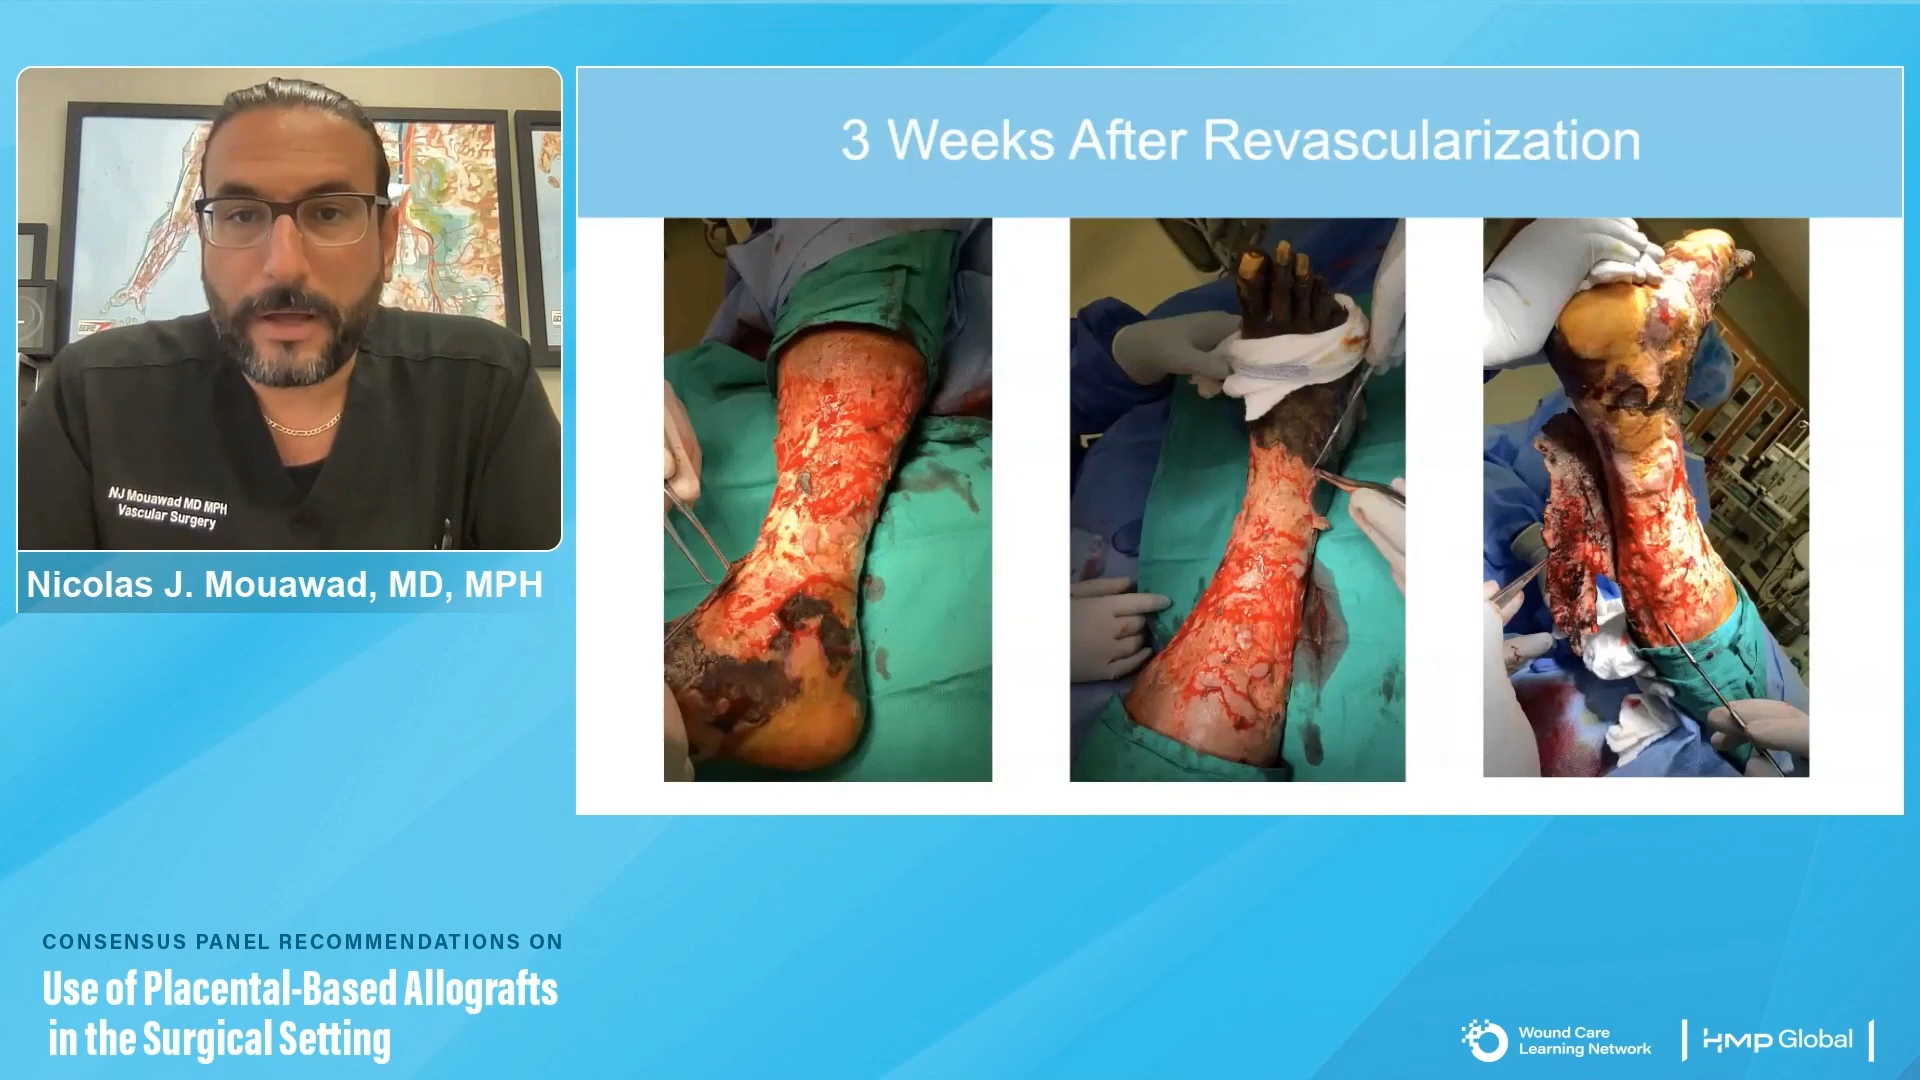 3 Weeks After Revascularization
NJ Mouawad MD MPH
Vascular Surgery
Nicolas J. Mouawad, MD, MPH
CONSENSUS PANEL RECOMMENDATIONS ON
Use of Placental-Based Allografts
in the Surgical Setting
Wound Care
Learning Network
HMP Global